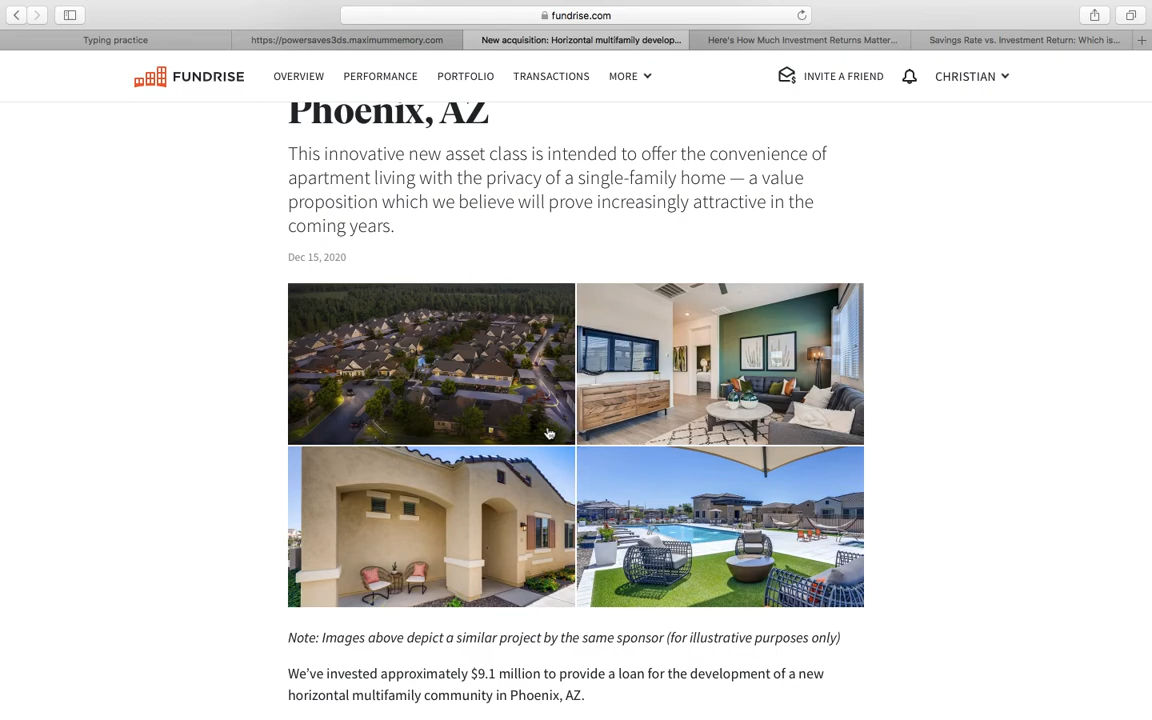 fundrise.com
Typing practice
https://powersaves3ds.maximummemory.com
New acquisition: Horizontal multifamily develop...
Here's How Much Investment Returns Matter...
Savings Rate vs. Investment Return: Which is...
FUNDRISE
OVERVIEW
PERFORMANCE
PORTFOLIO
TRANSACTIONS
MORE
INVITE A FRIEND
CHRISTIAN
Phoenix, AZ
This innovative new asset class is intended to offer the convenience of
apartment living with the privacy of a single-family home — a value
proposition which we believe will prove increasingly attractive in the
coming years.
Dec 15, 2020
Note: Images above depict a similar project by the same sponsor (for illustrative purposes only)
We've invested approximately $9.1 million to provide a loan for the development of a new
horizontal multifamily community in Phoenix, AZ.